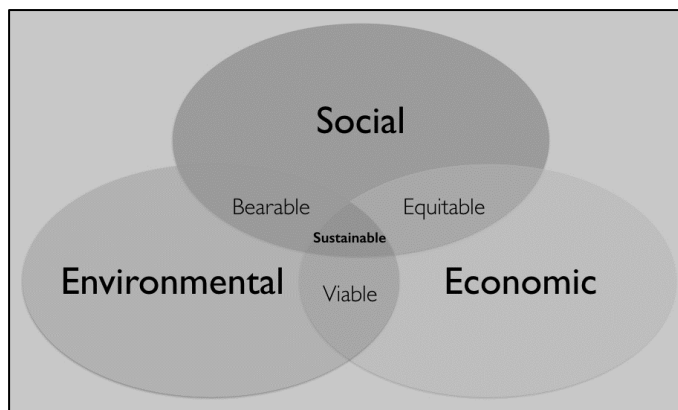 Social
Bearable
Equitable
Sustainable
Environmental
Viable
Economic